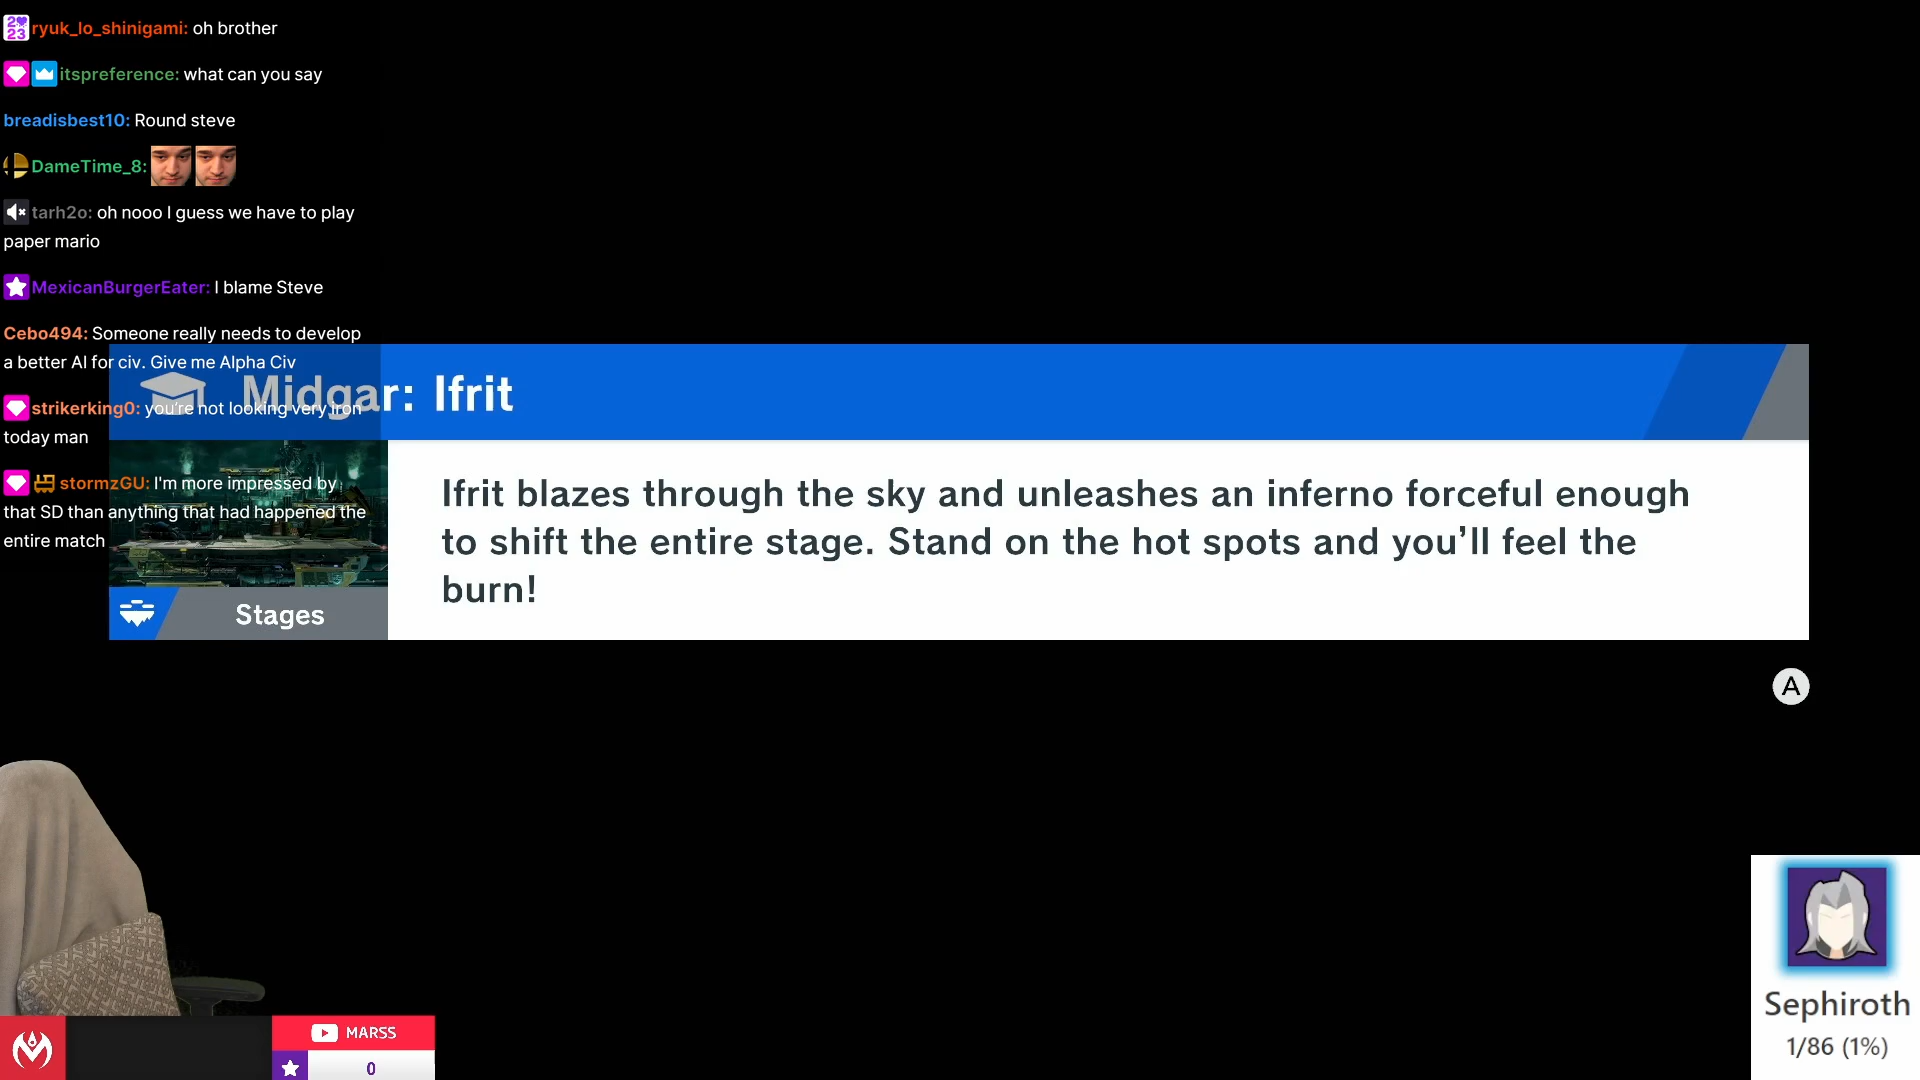 ryuk_lo_shinigami: oh brother
itspreference: what can you say
breadisbest10: Round steve
DameTime_8:
tarh2o: oh nooo I guess we have to play
paper mario
MexicanBurgerEater: I blame Steve
Cebo494: Someone really needs to develop
a better AI for civ. Give me Alpha Civ
strikerking0: you're not looking very iron
today man
stormzGU: I'm more impressed by
that SD than anything that had happened the
entire match
Midgar: Ifrit
Ifrit blazes through the sky and unleashes an inferno forceful enough
to shift the entire stage. Stand on the hot spots and you'll feel the
burn!
Stages
A
MARSS
0
Sephiroth
1/86 (1%)